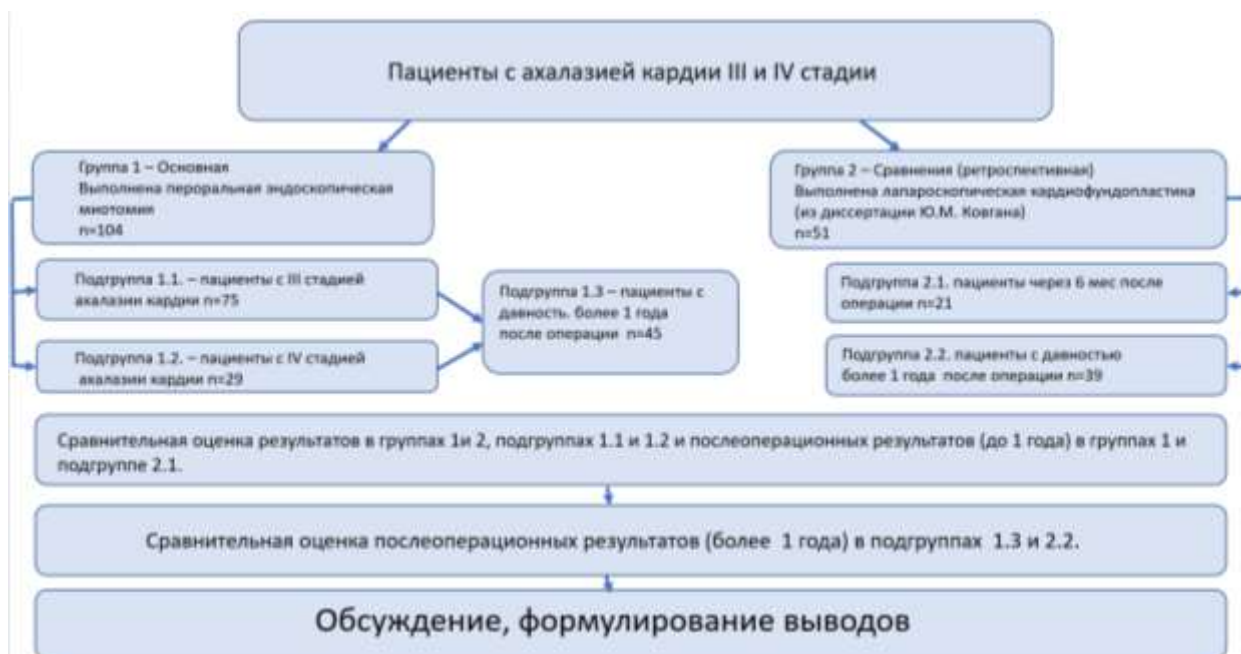 Пациенты с ахалазией кардии III и IV стадии
Группа 1 – Основная
Выполнена пероральная эндоскопическая
миотомия
n=104
Группа 2 – Сравнения (ретроспективная)
Выполнена лапароскопическая кардиофундопластика
(из диссертации Ю.М. Ковгана)
n=51
Подгруппа 1.1. – пациенты с III стадией
ахалазии кардии n=75
Подгруппа 1.2. – пациенты с IV стадией
ахалазии кардии n=29
Подгруппа 1.3 – пациенты с
давность. более 1 года
после операции n=45
Подгруппа 2.1. пациенты через 6 мес после
операции n=21
Подгруппа 2.2. пациенты с давностью
более 1 года после операции n=39
Сравнительная оценка результатов в группах 1и 2, подгруппах 1.1 и 1.2 и послеоперационных результатов (до 1 года) в группах 1 и
подгруппе 2.1.
Сравнительная оценка послеоперационных результатов (более 1 года) в подгруппах 1.3 и 2.2.
Обсуждение, формулирование выводов